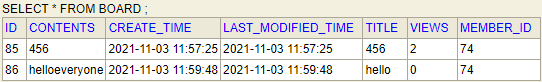 SELECT * FROM BOARD ;
ID CONTENTS CREATE_TIME LAST_MODIFIED_TIME TITLE VIEWS MEMBER_ID
85 456 2021-11-03 11:57:25 2021-11-03 11:57:25 456 2 74
86 helloeveryone 2021-11-03 11:59:48 2021-11-03 11:59:48 hello 0 74